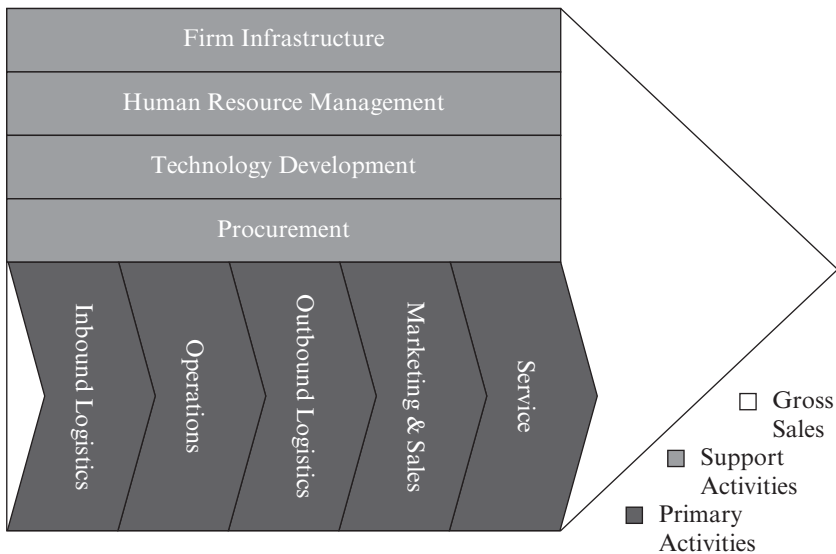 Firm Infrastructure
Human Resource Management
Technology Development
Procurement
Inbound Logistics
Operations
Outbound Logistics
Marketing & Sales
Service
Gross
Sales
Support
Activities
Primary
Activities